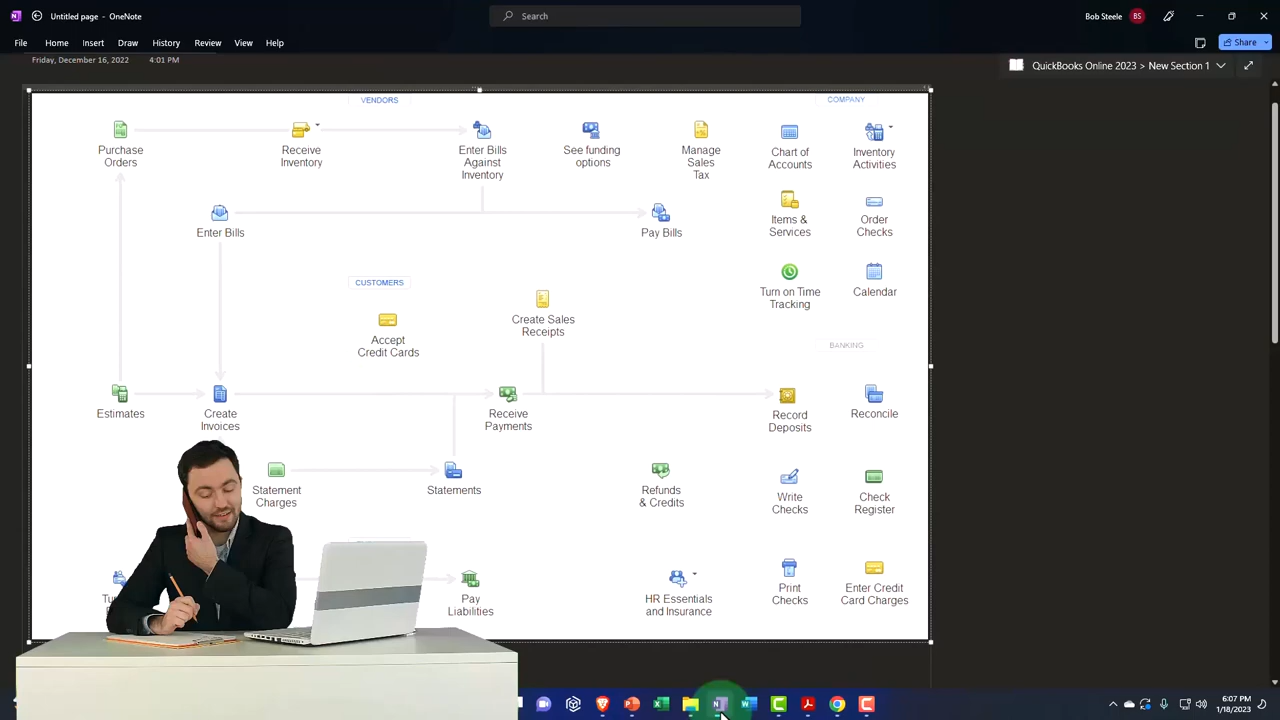 Untitled page - OneNote
Search
Bob Steele
BS
File
Home
Insert
Draw
History
Review
View
Help
Share
Friday, December 16, 2022
4:01 PM
QuickBooks Online 2023 > New Section 1
VENDORS
COMPANY
Purchase
Orders
Receive
Inventory
Enter Bills
Against
Inventory
See funding
options
Manage
Sales
Tax
Chart of
Accounts
Inventory
Activities
Enter Bills
Pay Bills
Items &
Services
Order
Checks
CUSTOMERS
Turn on Time
Tracking
Calendar
Create Sales
Receipts
Accept
Credit Cards
BANKING
Estimates
Create
Invoices
Receive
Payments
Record
Deposits
Reconcile
Statement
Charges
Statements
Refunds
& Credits
Write
Checks
Check
Register
Pay
Liabilities
HR Essentials
and Insurance
Print
Checks
Enter Credit
Card Charges
6:07 PM
1/18/2023